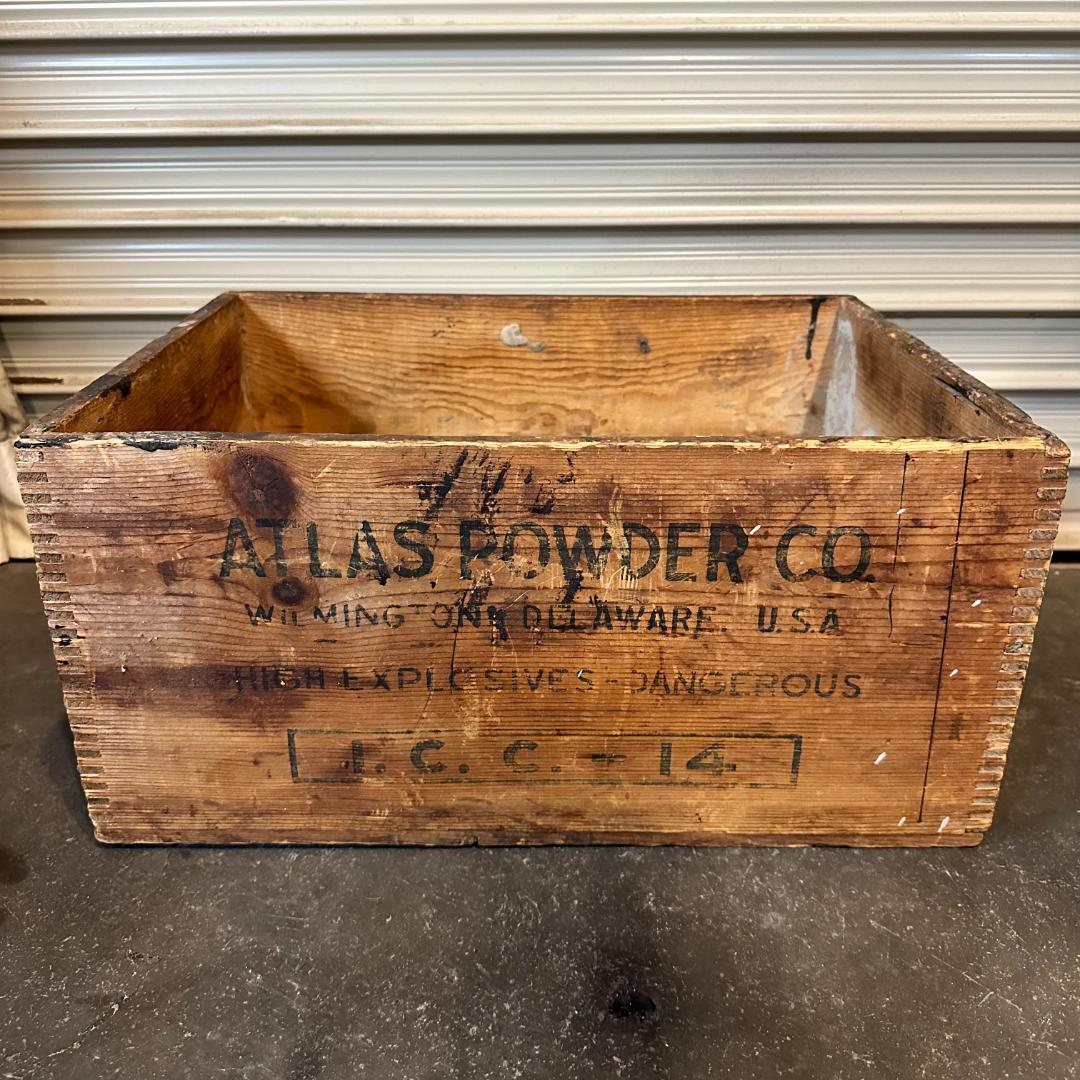 ATLAS POWDER CO.
WILMINGTON, DELAWARE. U.S.A
HIGH EXPLOSIVES - DANGEROUS
I. C. C. - 14